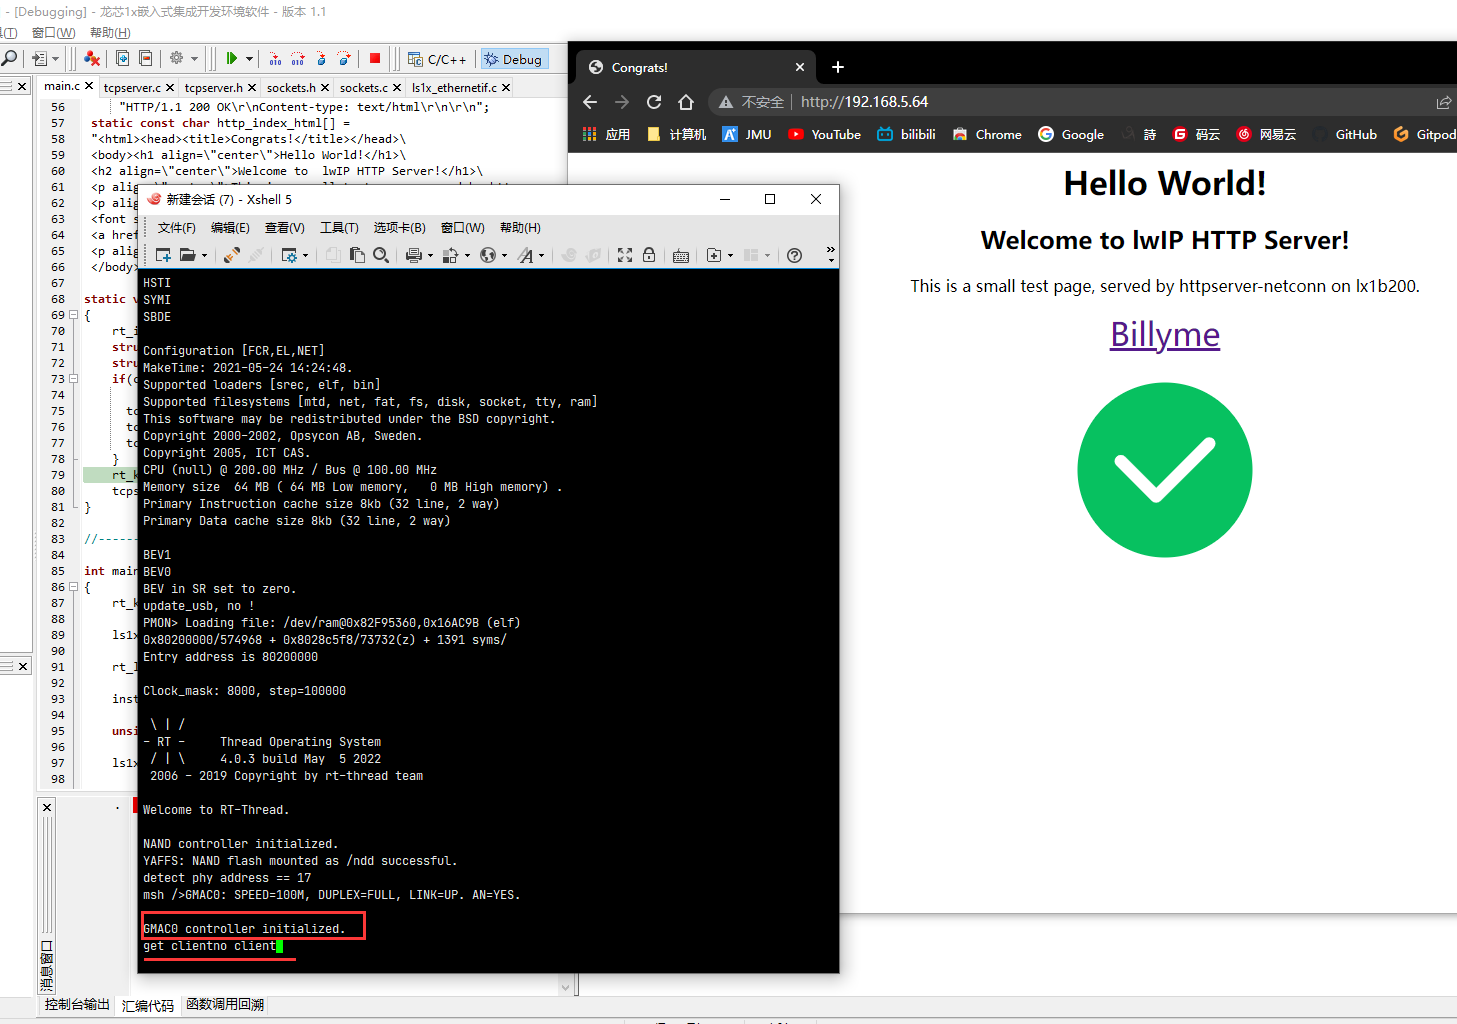 - [Debugging] - 龙芯1x嵌入式集成开发环境软件 - 版本 1.1
(T) 窗口(W) 帮助(H)
C/C++ Debug
main.c tcpserver.c tcpserver.h sockets.h sockets.c ls1x_ethernetif.c
56 "HTTP/1.1 200 OK\r\nContent-type: text/html\r\n\r\n";
57 static const char http_index_html[] =
58 "<html><head><title>Congrats!</title></head>\
59 <body><h1 align=\"center\">Hello World!</h1>\
60 <h2 align=\"center\">Welcome to  lwIP HTTP Server!</h1>\
61 <p alig
62 <p alig
63 <font s
64 <a href
65 <p alig
66 </body>
67
68 static v
69 {
70 rt_i
71 stru
72 stru
73 if(c
74
75 tc
76 tc
77 tc
78 }
79 rt_k
80 tcps
81 }
82
83 //------
84
85 int main
86 {
87 rt_k
88
89 ls1x
90
91 rt_l
92
93 inst
94
95 unsi
96
97 ls1x
98
消息窗口
控制台输出 汇编代码 函数调用回溯
新建会话 (7) - Xshell 5
文件(F) 编辑(E) 查看(V) 工具(T) 选项卡(B) 窗口(W) 帮助(H)
HSTI
SYMI
SBDE
Configuration [FCR,EL,NET]
MakeTime: 2021-05-24 14:24:48.
Supported loaders [srec, elf, bin]
Supported filesystems [mtd, net, fat, fs, disk, socket, tty, ram]
This software may be redistributed under the BSD copyright.
Copyright 2000-2002, Opsycon AB, Sweden.
Copyright 2005, ICT CAS.
CPU (null) @ 200.00 MHz / Bus @ 100.00 MHz
Memory size  64 MB ( 64 MB Low memory,   0 MB High memory) .
Primary Instruction cache size 8kb (32 line, 2 way)
Primary Data cache size 8kb (32 line, 2 way)
BEV1
BEV0
BEV in SR set to zero.
update_usb, no !
PMON> Loading file: /dev/ram@0x82F95360,0x16AC9B (elf)
0x80200000/574968 + 0x8028c5f8/73732(z) + 1391 syms/
Entry address is 80200000
Clock_mask: 8000, step=100000
\ | /
- RT -     Thread Operating System
/ | \     4.0.3 build May  5 2022
2006 - 2019 Copyright by rt-thread team
Welcome to RT-Thread.
NAND controller initialized.
YAFFS: NAND flash mounted as /ndd successful.
detect phy address == 17
msh />GMAC0: SPEED=100M, DUPLEX=FULL, LINK=UP. AN=YES.
GMAC0 controller initialized.
get clientno client
Congrats!
不安全 http://192.168.5.64
应用 计算机 JMU YouTube bilibili Chrome Google 詩 码云 网易云 GitHub Gitpod
Hello World!
Welcome to lwIP HTTP Server!
This is a small test page, served by httpserver-netconn on lx1b200.
Billyme